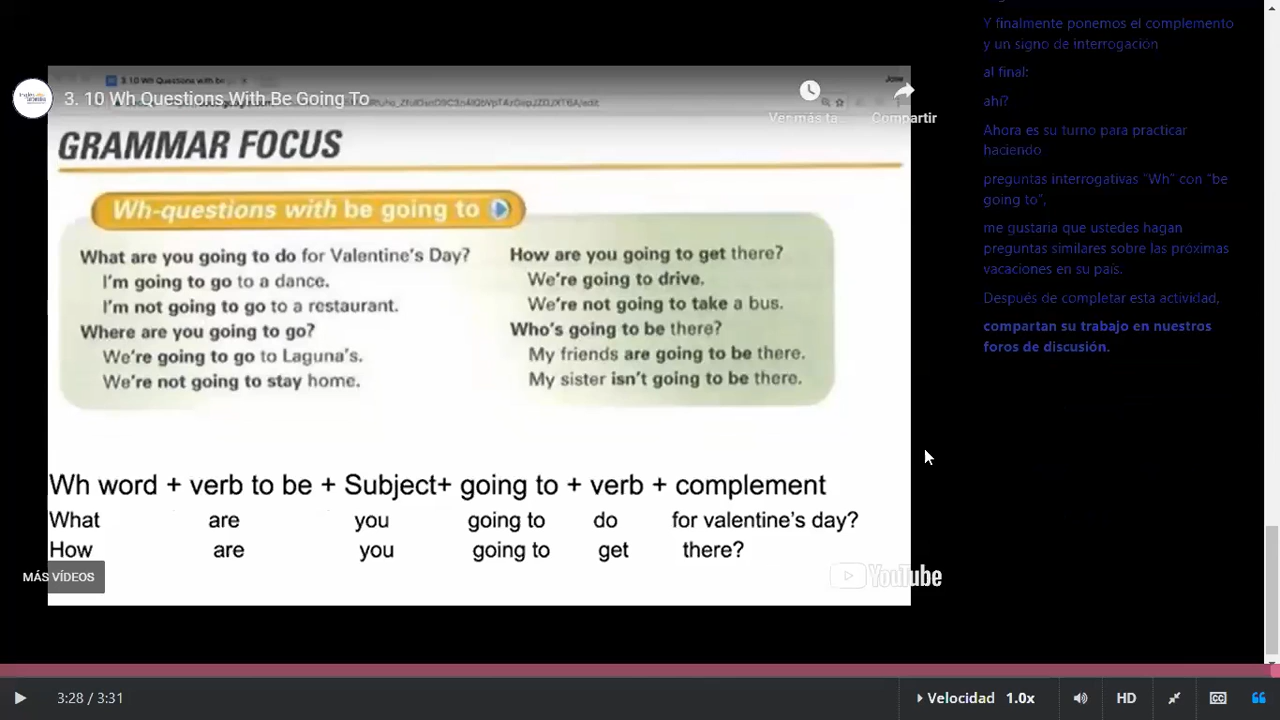 Y finalmente ponemos el complemento
y un signo de interrogación
al final:
ahí?
Ahora es su turno para practicar
haciendo
preguntas interrogativas "Wh" con "be
going to",
me gustaría que ustedes hagan
preguntas similares sobre las próximas
vacaciones en su país.
Después de completar esta actividad,
compartan su trabajo en nuestros
foros de discusión.
3 10 Wh Questions with be
3. 10 Wh Questions With Be Going To
Ver más ta
Compartir
GRAMMAR FOCUS
Wh-questions with be going to
What are you going to do for Valentine's Day?
I'm going to go to a dance.
I'm not going to go to a restaurant.
Where are you going to go?
We're going to go to Laguna's.
We're not going to stay home.
How are you going to get there?
We're going to drive.
We're not going to take a bus.
Who's going to be there?
My friends are going to be there.
My sister isn't going to be there.
Wh word + verb to be + Subject+ going to + verb + complement
What are you going to do for valentine's day?
How are you going to get there?
MÁS VÍDEOS
YouTube
3:28 / 3:31
Velocidad 1.0x
HD
CC